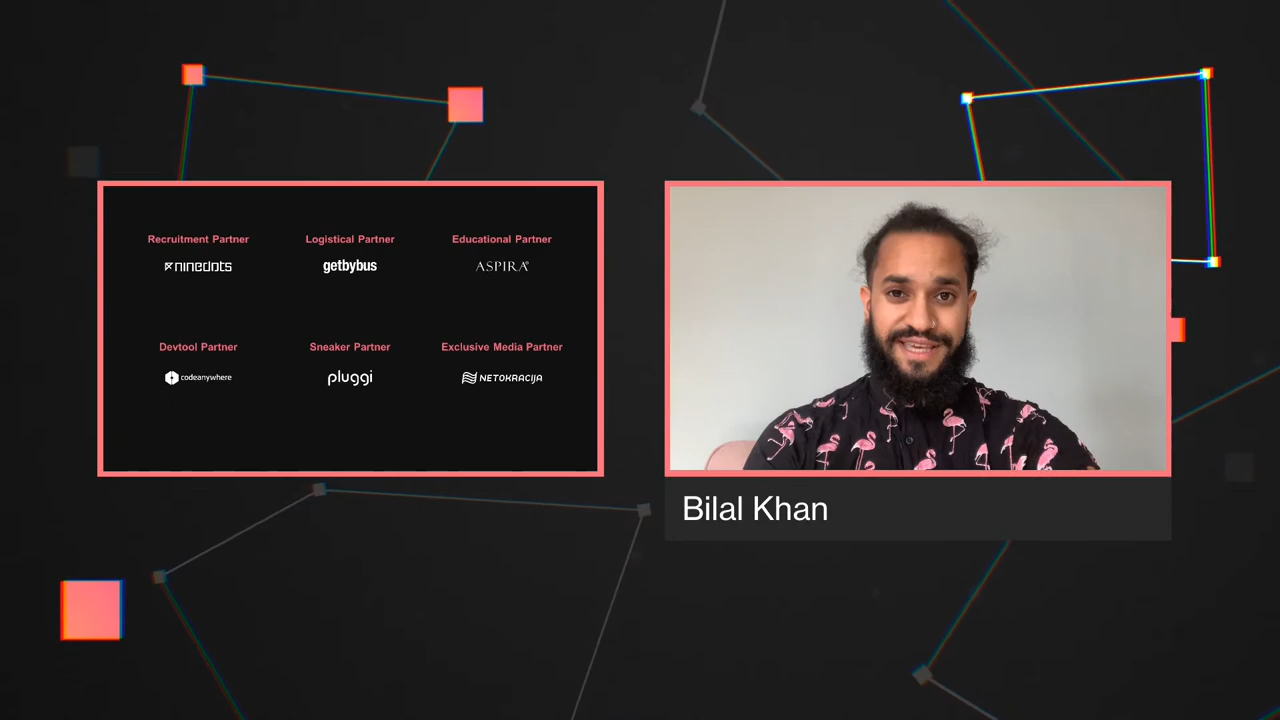 Recruitment Partner
ninedots
Logistical Partner
getbybus
Educational Partner
ASPIRA
Devtool Partner
codeanywhere
Sneaker Partner
pluggi
Exclusive Media Partner
NETOKRACIJA
Bilal Khan